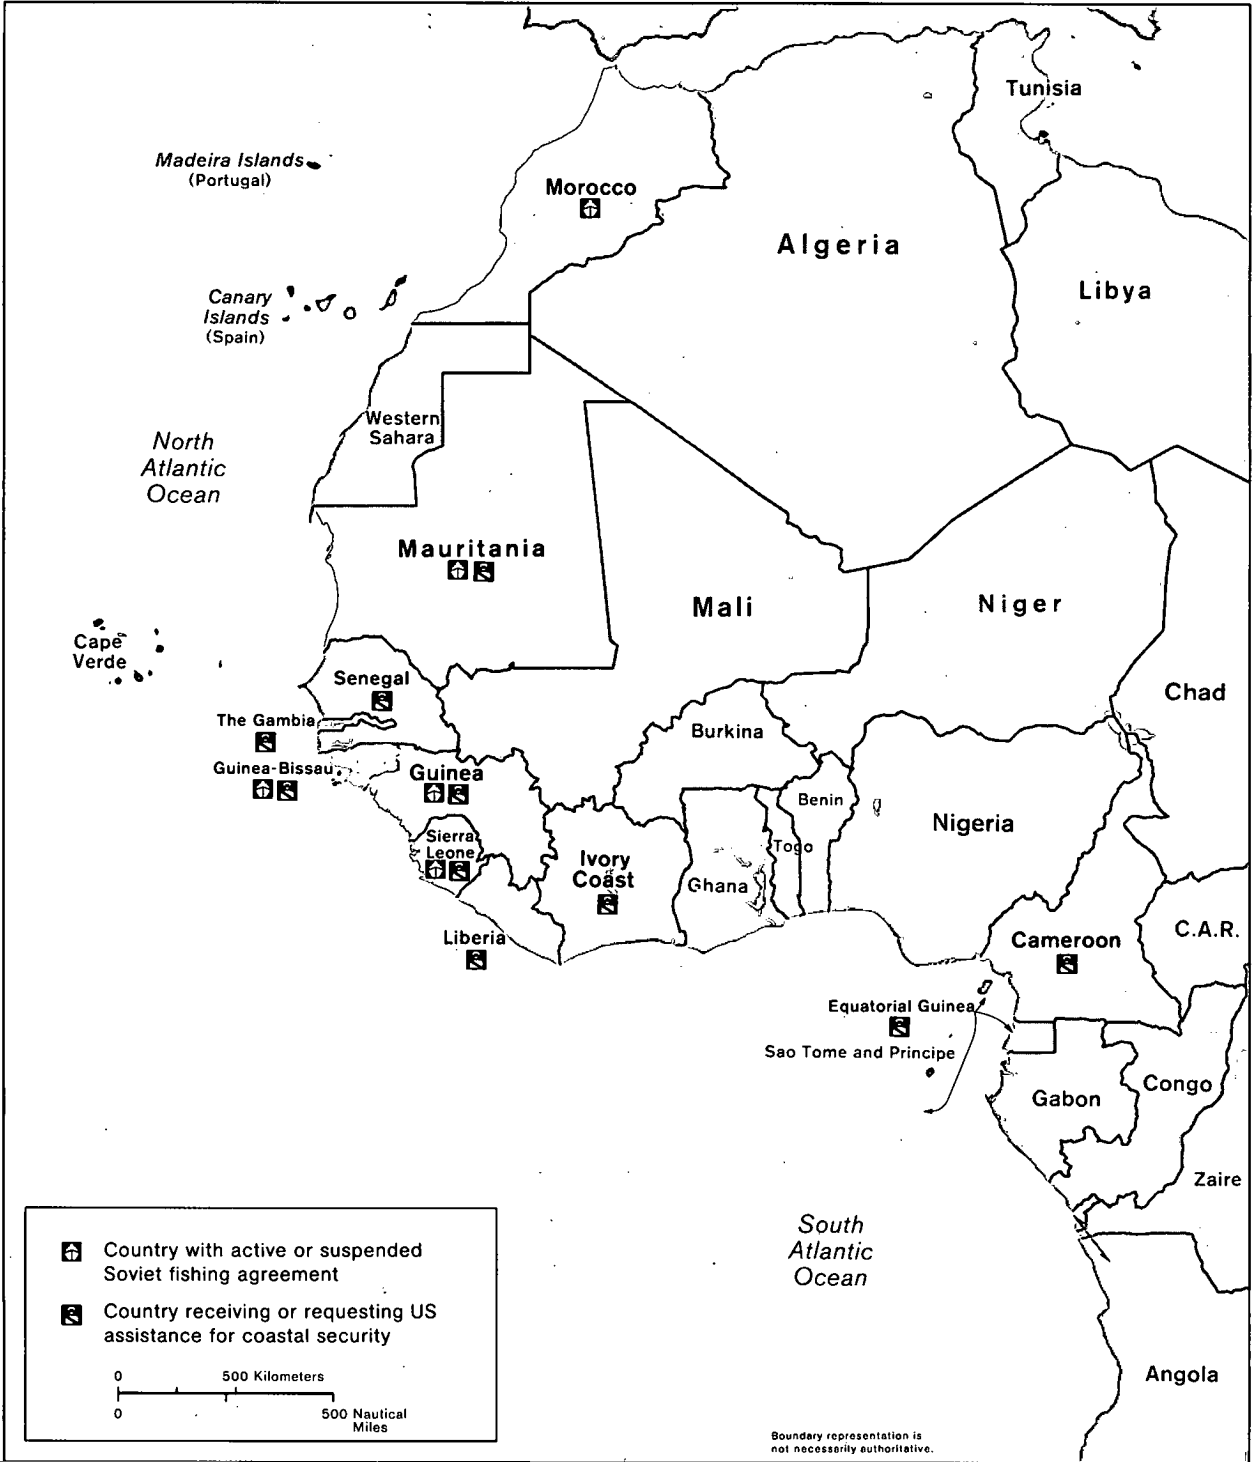 Tunisia
Madeira Islands
(Portugal)
Morocco
Algeria
Libya
Canary
Islands
(Spain)
Western
Sahara
North
Atlantic
Ocean
Mauritania
Mali
Niger
Cape
Verde
Senegal
Chad
The Gambia
Burkina
Guinea-Bissau
Guinea
Benin
Nigeria
Sierra
Leone
Ivory
Coast
Togo
Ghana
Liberia
Cameroon
C.A.R.
Equatorial Guinea
Sao Tome and Principe
Gabon
Congo
Zaire
South
Atlantic
Ocean
Angola
Country with active or suspended
Soviet fishing agreement
Country receiving or requesting US
assistance for coastal security
0 500 Kilometers
0 500 Nautical
Miles
Boundary representation is
not necessarily authoritative.